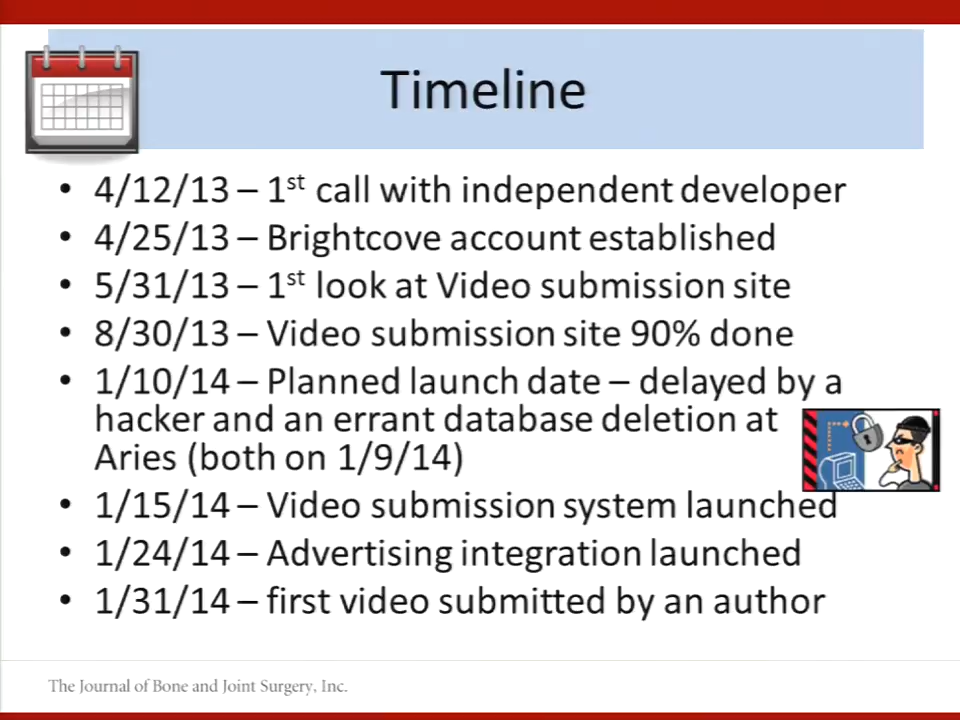 Timeline
• 4/12/13 – 1st call with independent developer
• 4/25/13 – Brightcove account established
• 5/31/13 – 1st look at Video submission site
• 8/30/13 – Video submission site 90% done
• 1/10/14 – Planned launch date – delayed by a
hacker and an errant database deletion at
Aries (both on 1/9/14)
• 1/15/14 – Video submission system launched
• 1/24/14 – Advertising integration launched
• 1/31/14 – first video submitted by an author
The Journal of Bone and Joint Surgery, Inc.